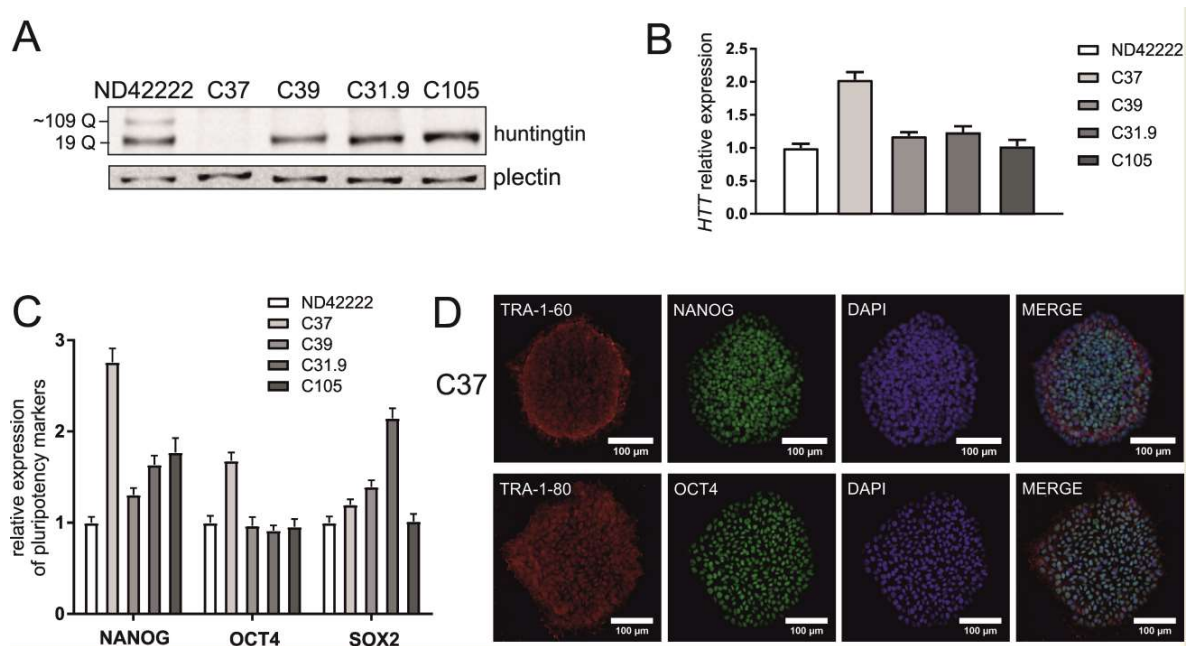 A
ND42222 C37 C39 C31.9 C105
~109 Q
19 Q
huntingtin
plectin
B
HTT relative expression
2.5
2.0
1.5
1.0
0.5
0.0
ND42222
C37
C39
C31.9
C105
C
relative expression
of pluripotency markers
3
2
1
0
ND42222
C37
C39
C31.9
C105
NANOG OCT4 SOX2
D
C37
TRA-1-60 NANOG DAPI MERGE
100 µm 100 µm 100 µm 100 µm
TRA-1-80 OCT4 DAPI MERGE
100 µm 100 µm 100 µm 100 µm